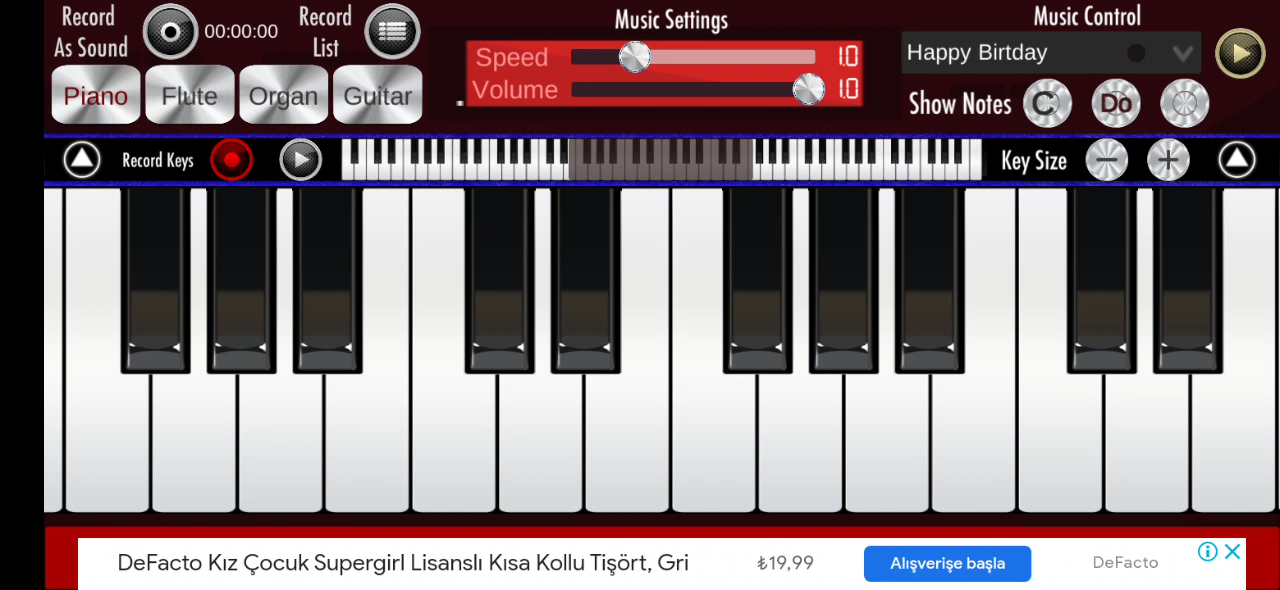 Record
As Sound
00:00:00
Record
List
Music Settings
Music Control
Speed
1.0
Volume
1.0
Happy Birtday
Piano
Flute
Organ
Guitar
Show Notes
C
Do
Record Keys
Key Size
DeFacto Kız Çocuk Supergirl Lisanslı Kısa Kollu Tişört, Gri
₺19,99
Alışverişe başla
DeFacto